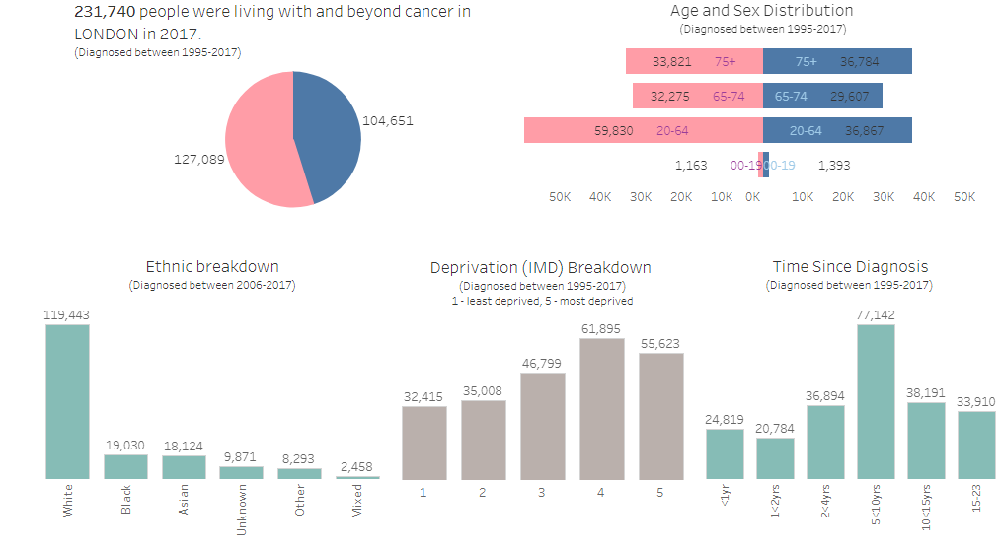 231,740 people were living with and beyond cancer in
LONDON in 2017.
(Diagnosed between 1995-2017)
104,651
127,089
Age and Sex Distribution
(Diagnosed between 1995-2017)
33,821 75+ 75+ 36,784
32,275 65-74 65-74 29,607
59,830 20-64 20-64 36,867
1,163 00-19 00-19 1,393
50K 40K 30K 20K 10K 0K 10K 20K 30K 40K 50K
Ethnic breakdown
(Diagnosed between 2006-2017)
119,443
19,030
18,124
9,871
8,293
2,458
White
Black
Asian
Unknown
Other
Mixed
Deprivation (IMD) Breakdown
(Diagnosed between 1995-2017)
1 - least deprived, 5 - most deprived
32,415
35,008
46,799
61,895
55,623
1 2 3 4 5
Time Since Diagnosis
(Diagnosed between 1995-2017)
24,819
20,784
36,894
77,142
38,191
33,910
<1yr
1<2yrs
2<4yrs
5<10yrs
10<15yrs
15-23